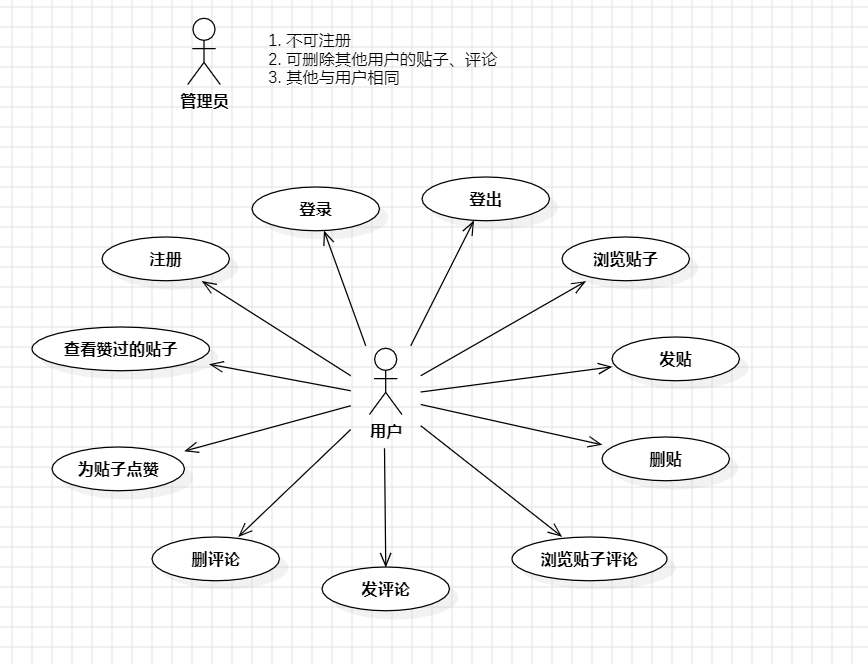 1. 不可注册
2. 可删除其他用户的贴子、评论
3. 其他与用户相同
管理员
登录
登出
注册
浏览贴子
查看赞过的贴子
发贴
用户
为贴子点赞
删贴
删评论
发评论
浏览贴子评论